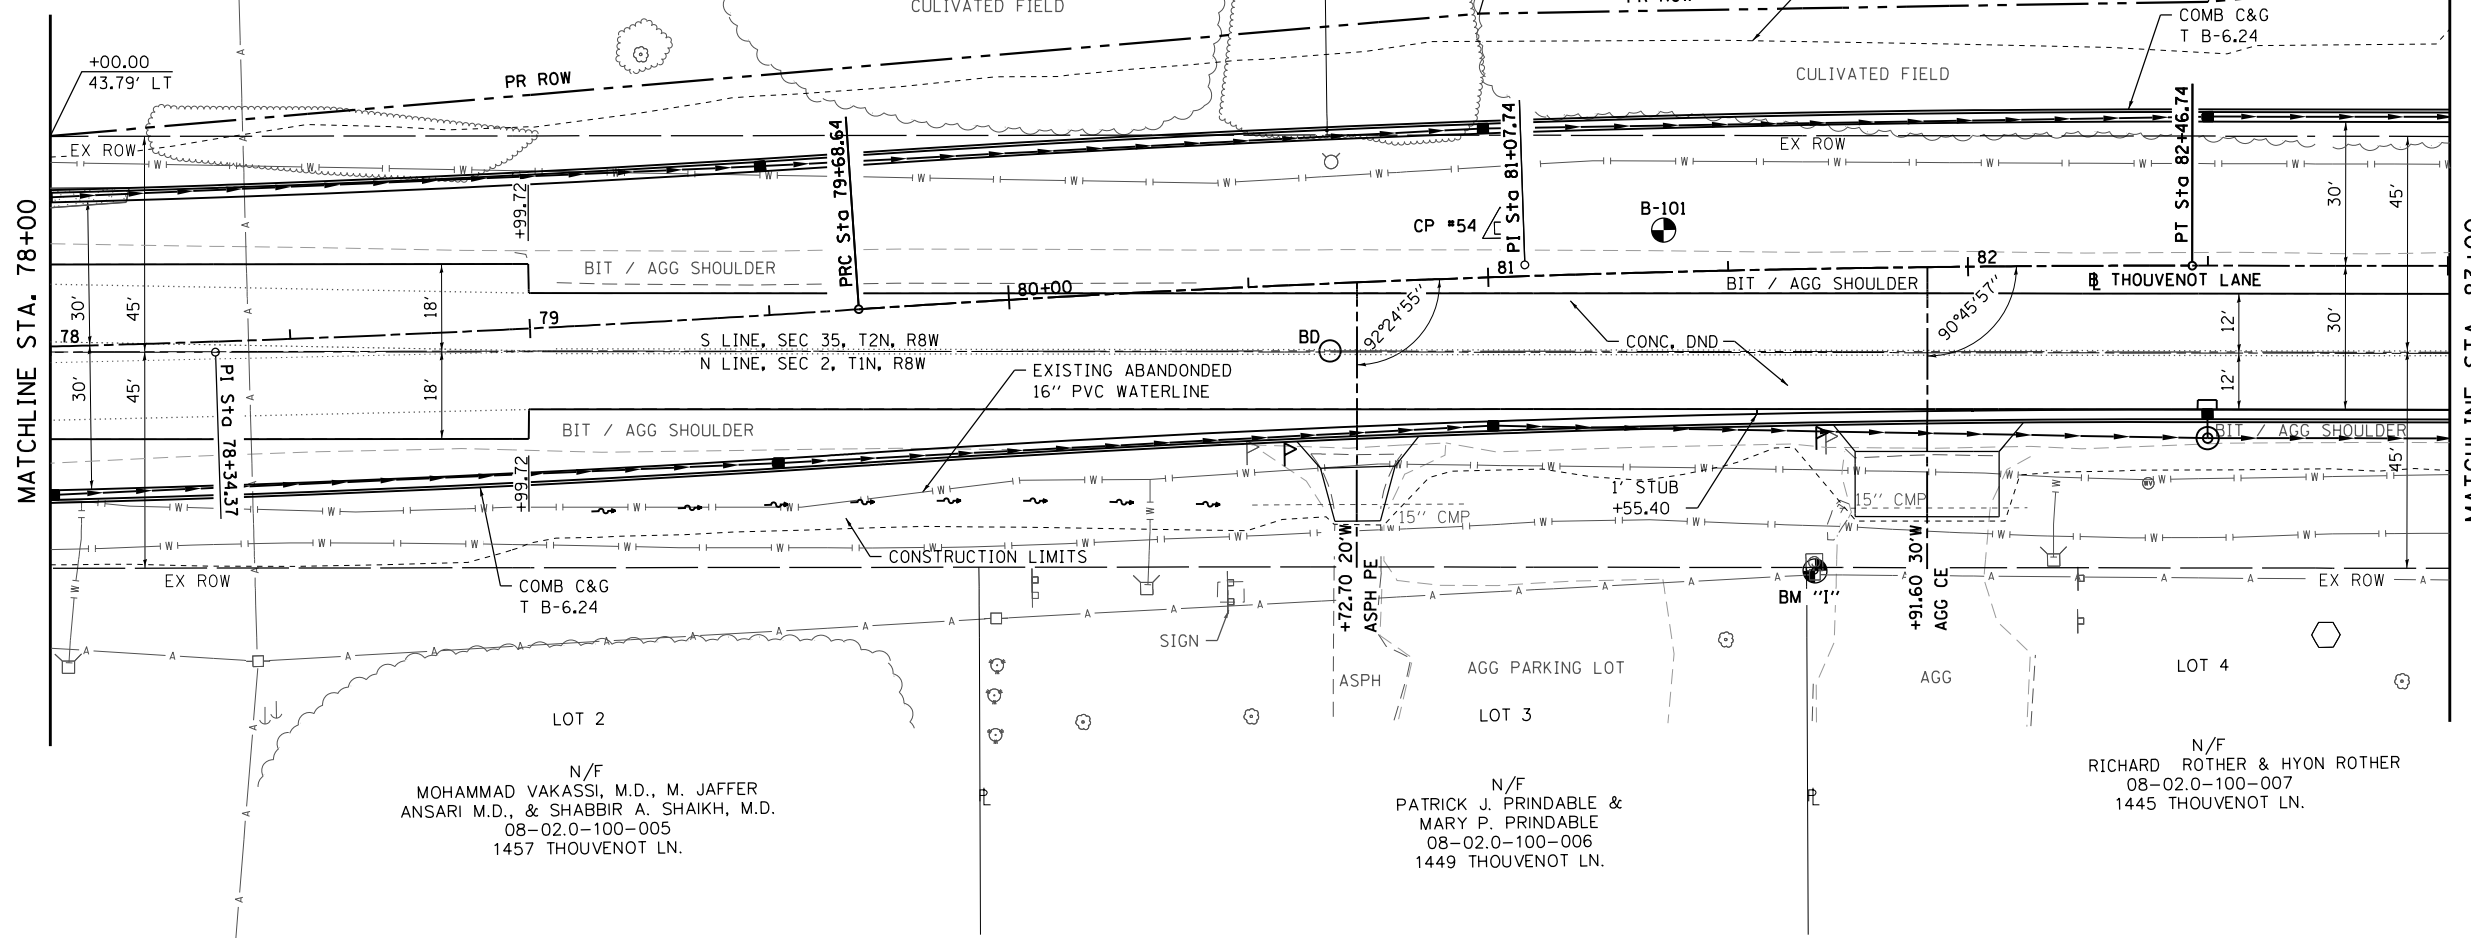 CULIVATED FIELD
COMB C&G
T B-6.24
+00.00
43.79' LT
PR ROW
CULIVATED FIELD
EX ROW
EX ROW
MATCHLINE STA. 78+00
+99.72
PRC Sta 79+68.64
PI Sta 81+07.74
PT Sta 82+46.74
CP #54
B-101
30'
45'
BIT / AGG SHOULDER
78
79
80+00
81
82
BIT / AGG SHOULDER
THOUVENOT LANE
30'
45'
18'
92°24'55"
90°45'57"
12'
30'
BD
S LINE, SEC 35, T2N, R8W
N LINE, SEC 2, T1N, R8W
CONC, DND
PI Sta 78+34.37
30'
45'
18'
EXISTING ABANDONDED
16" PVC WATERLINE
12'
BIT / AGG SHOULDER
BIT / AGG SHOULDER
+99.72
45'
1' STUB
+55.40
15" CMP
15" CMP
CONSTRUCTION LIMITS
EX ROW
COMB C&G
T B-6.24
+72.70 20'W
ASPH PE
BM "I"
+91.60 30'W
AGG CE
EX ROW
SIGN
ASPH
AGG PARKING LOT
AGG
LOT 4
LOT 2
LOT 3
N/F
MOHAMMAD VAKASSI, M.D., M. JAFFER
ANSARI M.D., & SHABBIR A. SHAIKH, M.D.
08-02.0-100-005
1457 THOUVENOT LN.
N/F
PATRICK J. PRINDABLE &
MARY P. PRINDABLE
08-02.0-100-006
1449 THOUVENOT LN.
N/F
RICHARD ROTHER & HYON ROTHER
08-02.0-100-007
1445 THOUVENOT LN.